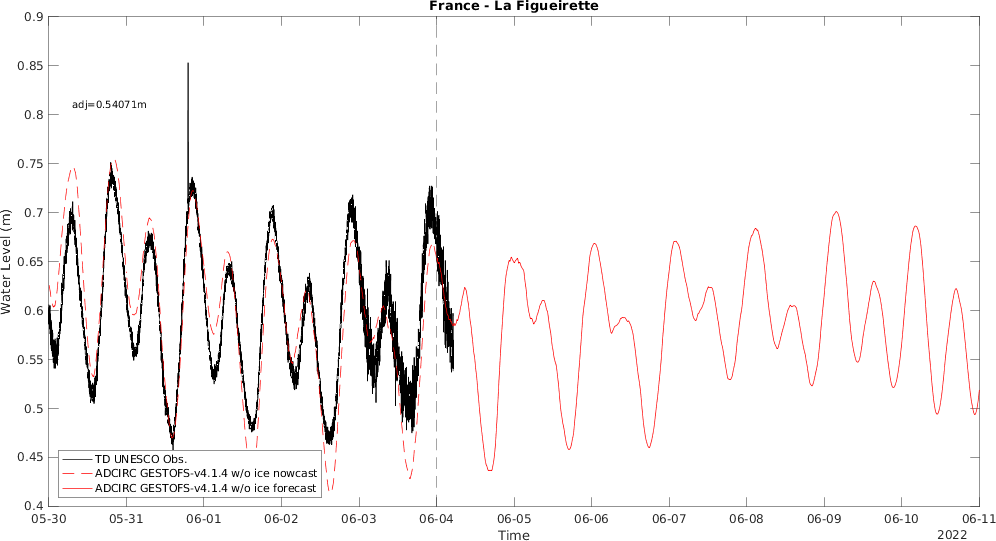 France - La Figueirette
0.9
0.85
0.8
0.75
0.7
0.65
0.6
0.55
0.5
0.45
0.4
Water Level (m)
adj=0.54071m
TD UNESCO Obs.
ADCIRC GESTOFS-v4.1.4 w/o ice nowcast
ADCIRC GESTOFS-v4.1.4 w/o ice forecast
05-30 05-31 06-01 06-02 06-03 06-04 06-05 06-06 06-07 06-08 06-09 06-10 06-11
Time
2022